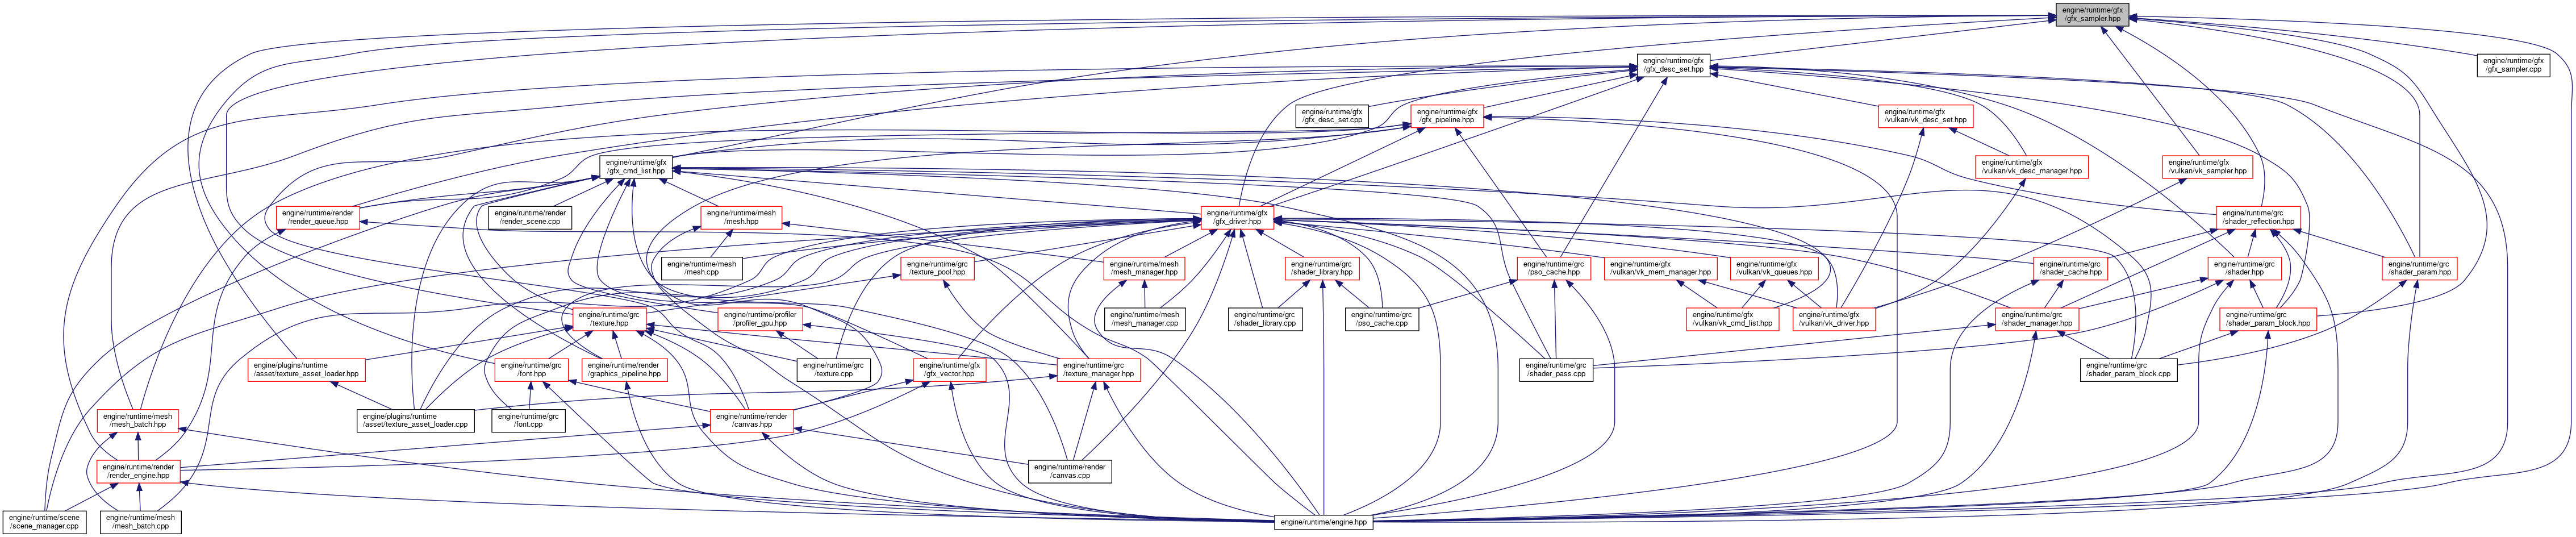 engine/runtime/gfx
/gfx_sampler.hpp
engine/runtime/gfx
/gfx_desc_set.hpp
engine/runtime/gfx
/gfx_sampler.cpp
engine/runtime/gfx
/gfx_desc_set.cpp
engine/runtime/gfx
/gfx_pipeline.hpp
engine/runtime/gfx
/vulkan/vk_desc_set.hpp
engine/runtime/gfx
/gfx_cmd_list.hpp
engine/runtime/gfx
/vulkan/vk_desc_manager.hpp
engine/runtime/gfx
/vulkan/vk_sampler.hpp
engine/runtime/render
/render_queue.hpp
engine/runtime/render
/render_scene.cpp
engine/runtime/mesh
/mesh.hpp
engine/runtime/gfx
/gfx_driver.hpp
engine/runtime/grc
/shader_reflection.hpp
engine/runtime/mesh
/mesh.cpp
engine/runtime/grc
/texture_pool.hpp
engine/runtime/mesh
/mesh_manager.hpp
engine/runtime/grc
/shader_library.hpp
engine/runtime/grc
/pso_cache.hpp
engine/runtime/gfx
/vulkan/vk_mem_manager.hpp
engine/runtime/gfx
/vulkan/vk_queues.hpp
engine/runtime/grc
/shader_cache.hpp
engine/runtime/grc
/shader.hpp
engine/runtime/grc
/shader_param.hpp
engine/runtime/grc
/texture.hpp
engine/runtime/profiler
/profiler_gpu.hpp
engine/runtime/mesh
/mesh_manager.cpp
engine/runtime/grc
/shader_library.cpp
engine/runtime/grc
/pso_cache.cpp
engine/runtime/gfx
/vulkan/vk_cmd_list.hpp
engine/runtime/gfx
/vulkan/vk_driver.hpp
engine/runtime/grc
/shader_manager.hpp
engine/runtime/grc
/shader_param_block.hpp
engine/plugins/runtime
/asset/texture_asset_loader.hpp
engine/runtime/grc
/font.hpp
engine/runtime/render
/graphics_pipeline.hpp
engine/runtime/grc
/texture.cpp
engine/runtime/gfx
/gfx_vector.hpp
engine/runtime/grc
/texture_manager.hpp
engine/runtime/grc
/shader_pass.cpp
engine/runtime/grc
/shader_param_block.cpp
engine/runtime/mesh
/mesh_batch.hpp
engine/plugins/runtime
/asset/texture_asset_loader.cpp
engine/runtime/grc
/font.cpp
engine/runtime/render
/canvas.hpp
engine/runtime/render
/render_engine.hpp
engine/runtime/render
/canvas.cpp
engine/runtime/scene
/scene_manager.cpp
engine/runtime/mesh
/mesh_batch.cpp
engine/runtime/engine.hpp